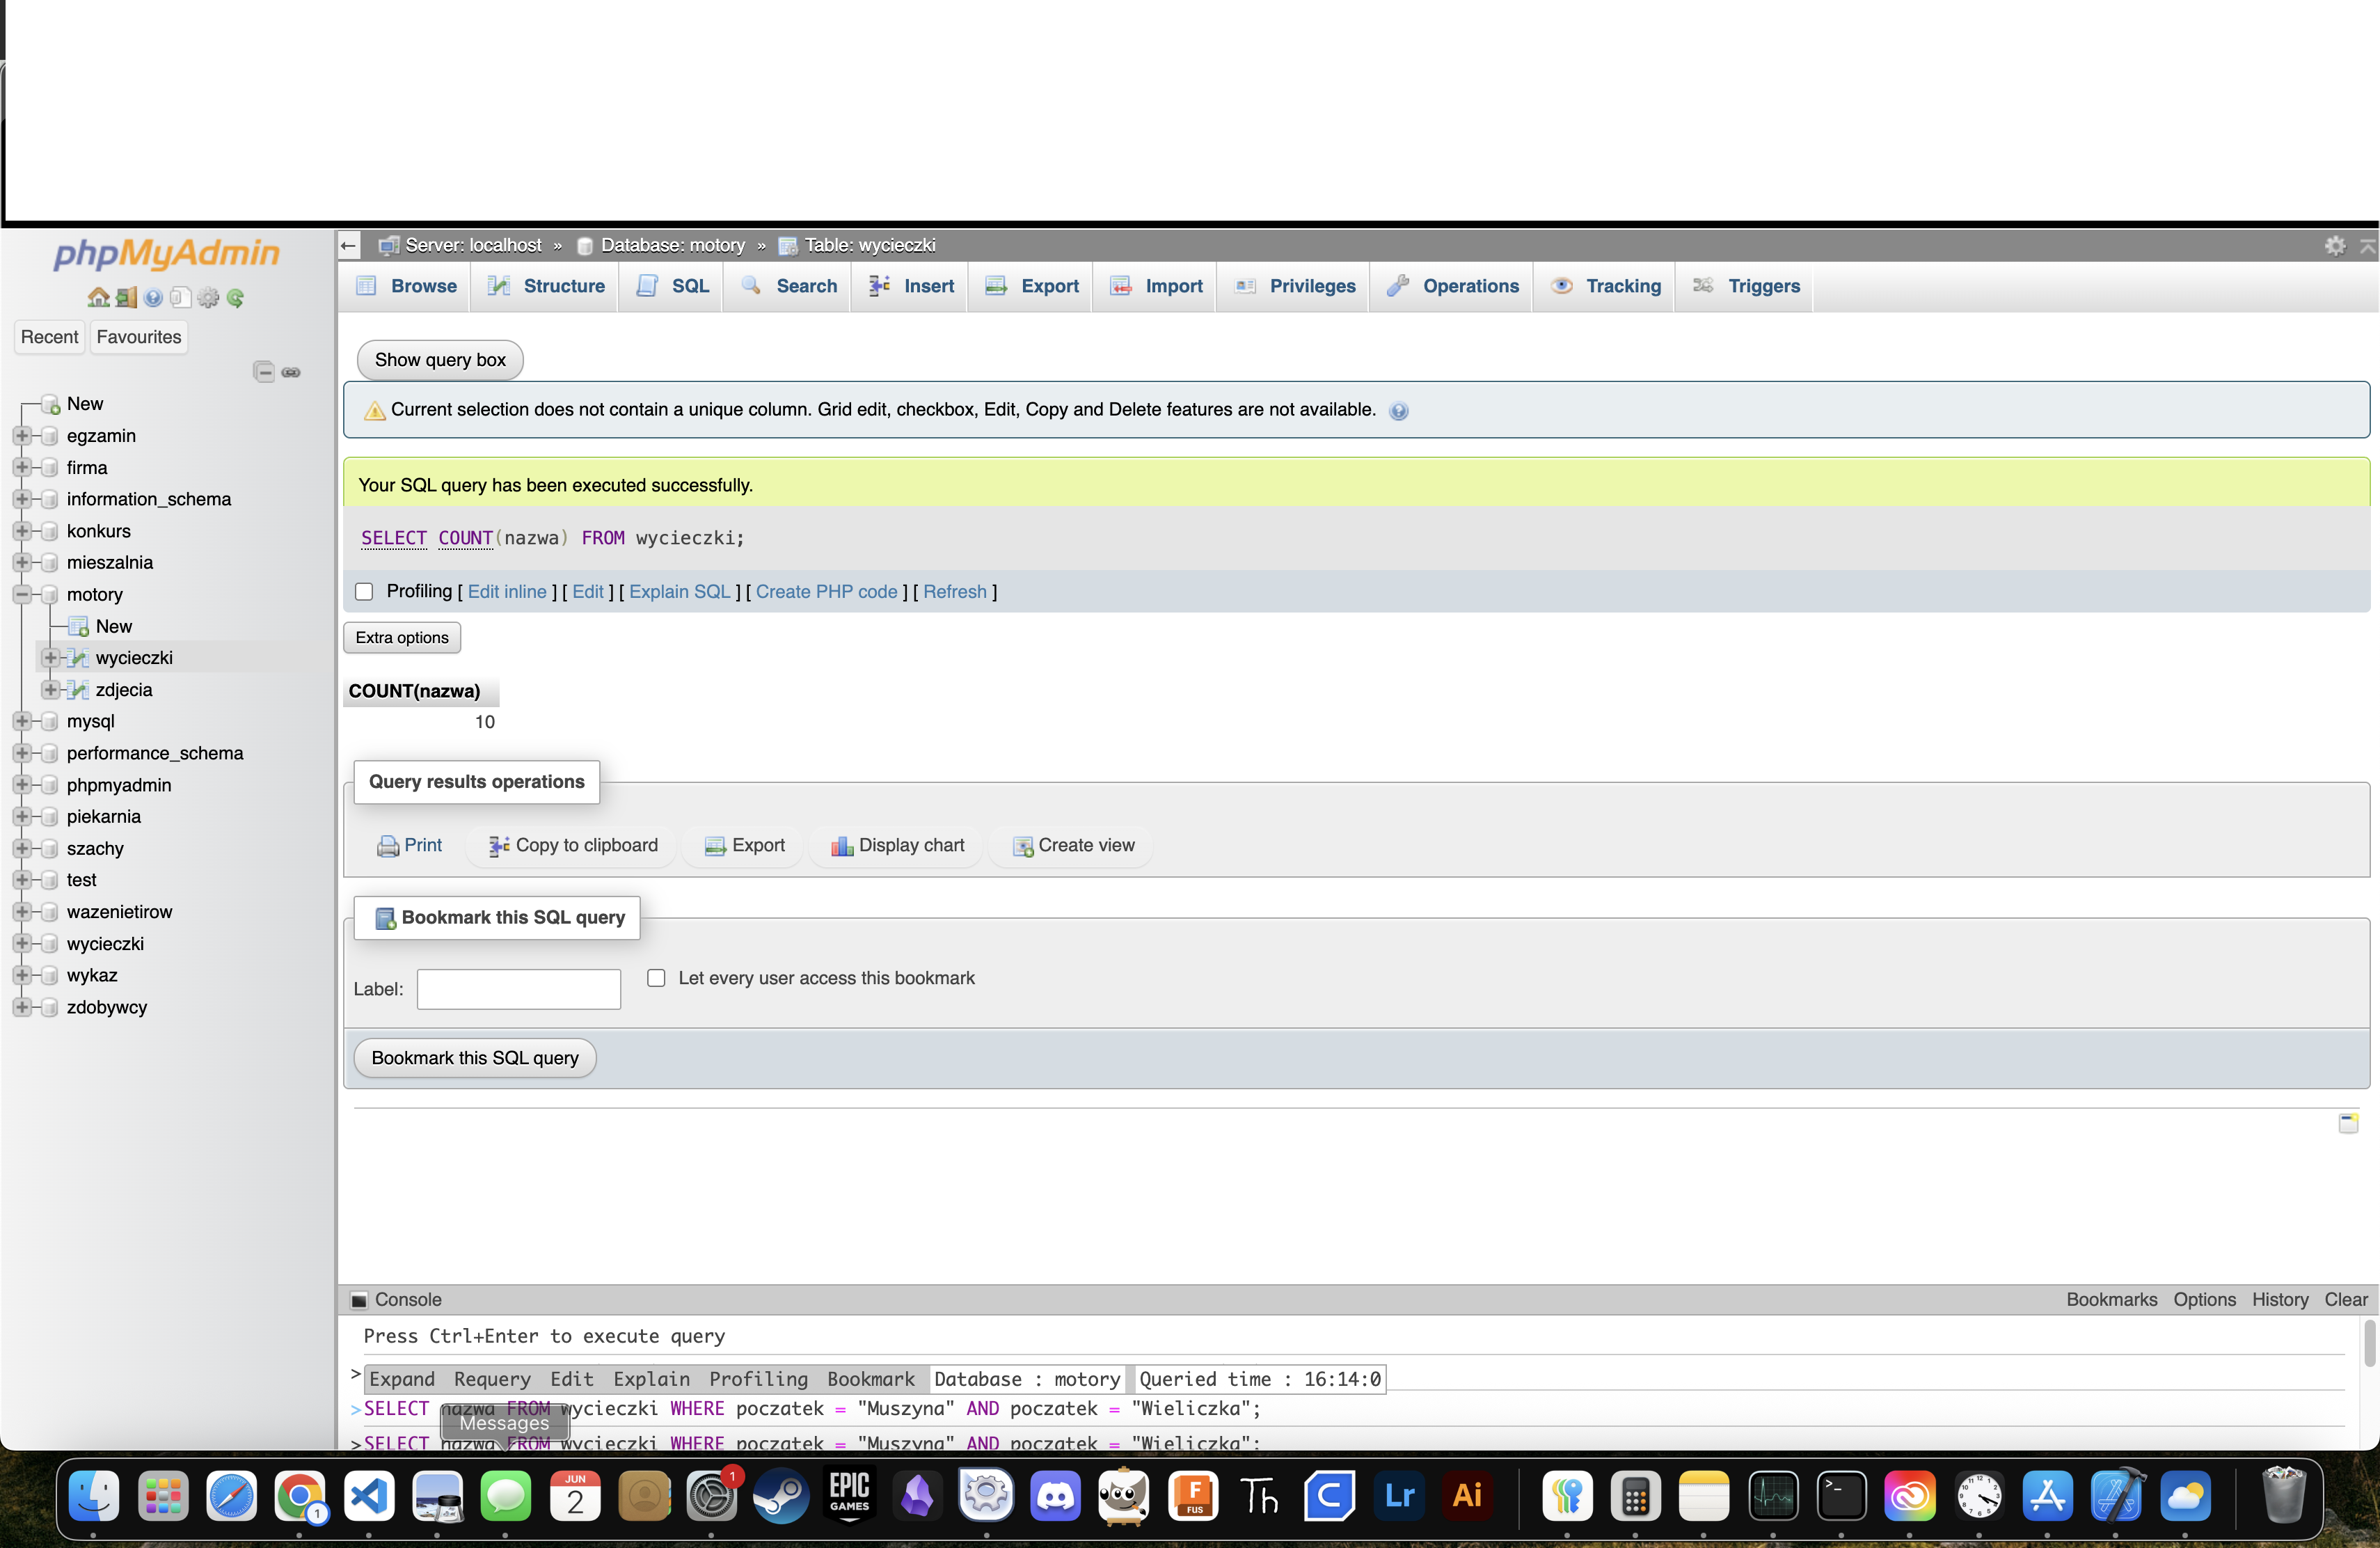 phpMyAdmin
Recent Favourites
New
egzamin
firma
information_schema
konkurs
mieszalnia
motory
New
wycieczki
zdjecia
mysql
performance_schema
phpmyadmin
piekarnia
szachy
test
wazenietirow
wycieczki
wykaz
zdobywcy
Server: localhost » Database: motory » Table: wycieczki
Browse Structure SQL Search Insert Export Import Privileges Operations Tracking Triggers
Show query box
Current selection does not contain a unique column. Grid edit, checkbox, Edit, Copy and Delete features are not available.
Your SQL query has been executed successfully.
SELECT COUNT(nazwa) FROM wycieczki;
Profiling [ Edit inline ] [ Edit ] [ Explain SQL ] [ Create PHP code ] [ Refresh ]
Extra options
COUNT(nazwa)
10
Query results operations
Print Copy to clipboard Export Display chart Create view
Bookmark this SQL query
Label: Let every user access this bookmark
Bookmark this SQL query
Console Bookmarks Options History Clear
Press Ctrl+Enter to execute query
> Expand Requery Edit Explain Profiling Bookmark Database : motory Queried time : 16:14:0
>SELECT nazwa FROM wycieczki WHERE poczatek = "Muszyna" AND poczatek = "Wieliczka";
Messages
>SELECT nazwa FROM wycieczki WHERE poczatek = "Muszyna" AND poczatek = "Wieliczka";
1 JUN 2 1 EPIC GAMES F FUS Th C Lr Ai >_